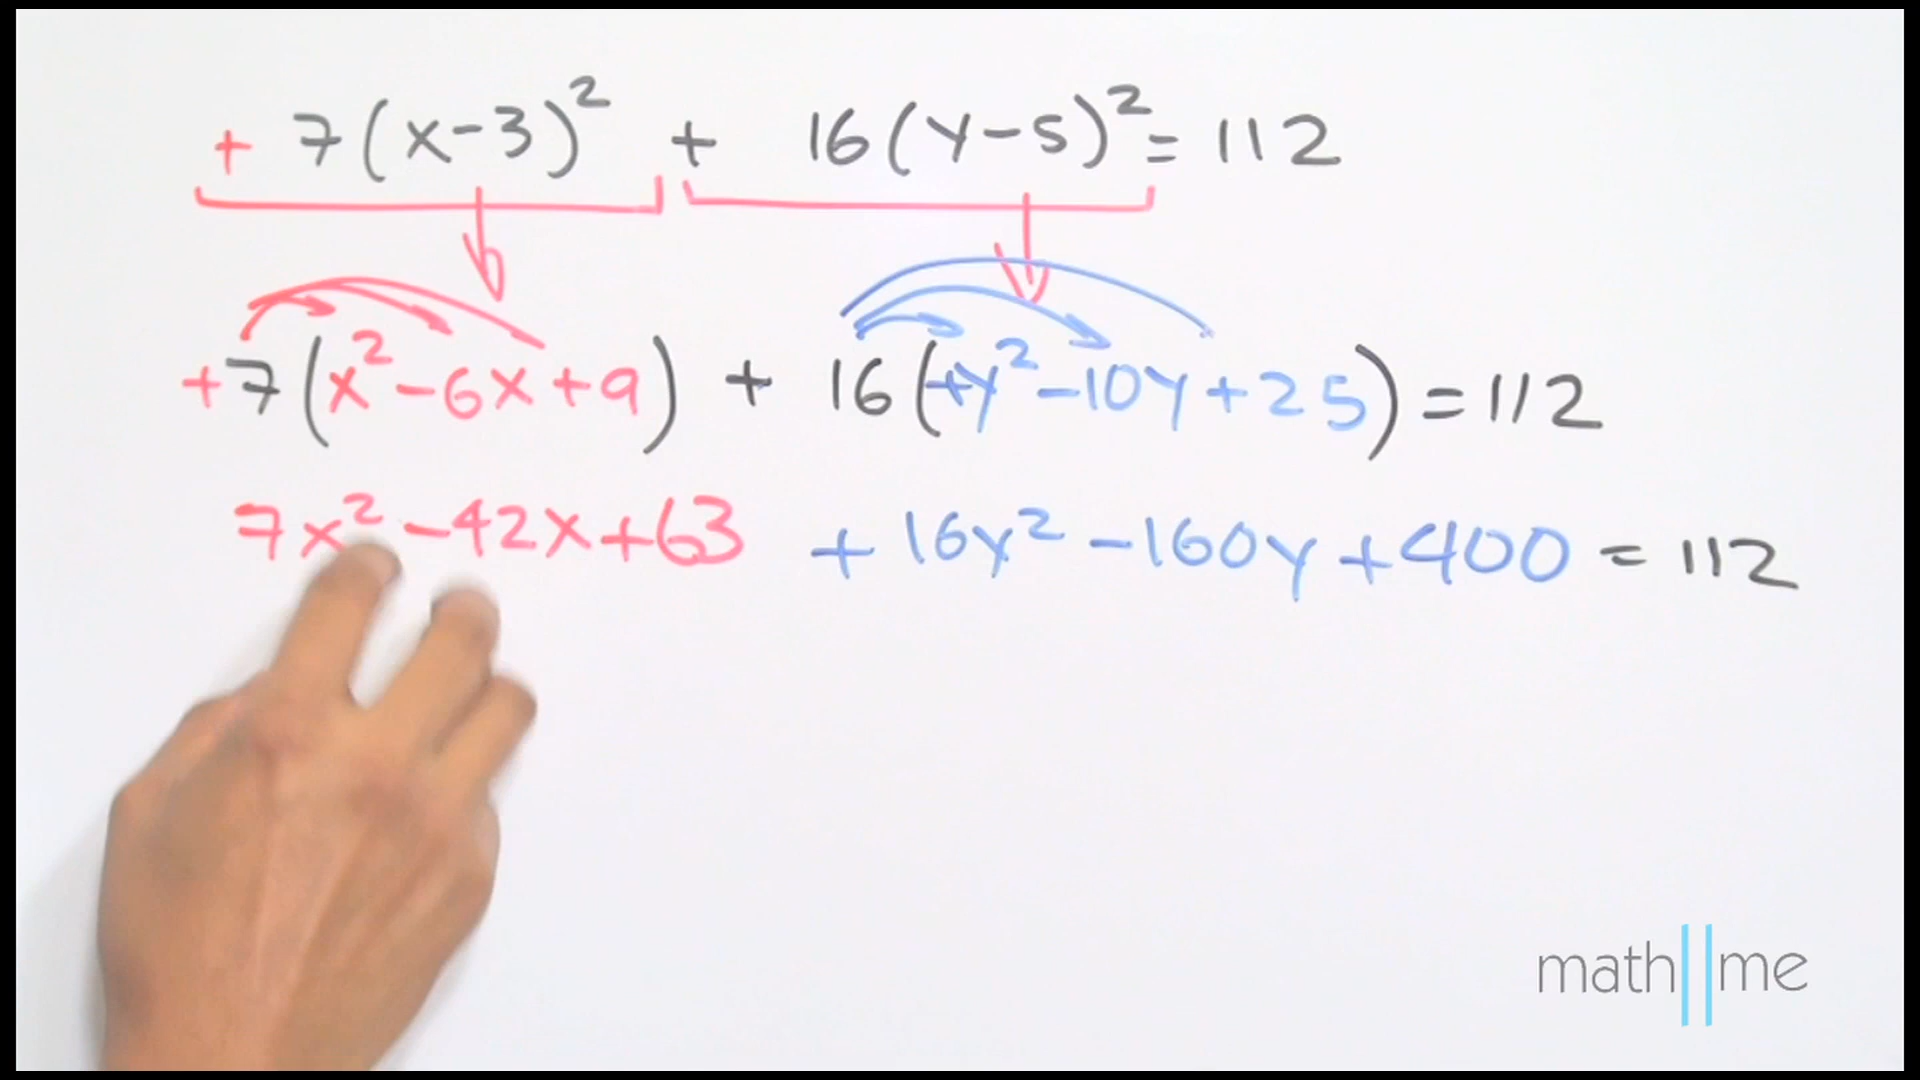 + 7(x-3)² + 16(y-5)² = 112
+7(x²-6x+9) + 16(+y²-10y+25) = 112
7x²-42x+63 + 16y²-160y+400 = 112
math||me